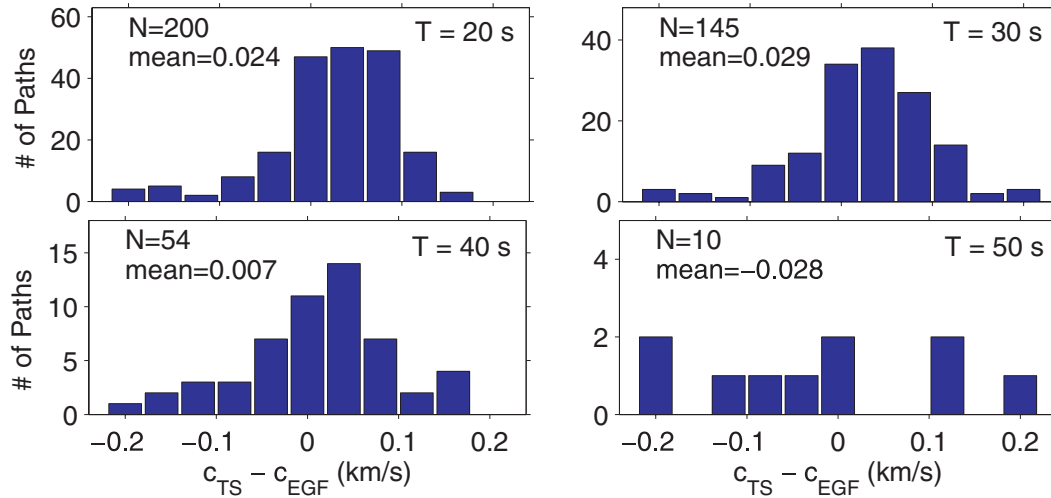 60
40
20
0
# of Paths
N=200
mean=0.024
T = 20 s
40
20
0
N=145
mean=0.029
T = 30 s
15
10
5
0
# of Paths
N=54
mean=0.007
T = 40 s
−0.2 −0.1 0 0.1 0.2
c_TS − c_EGF (km/s)
4
2
0
N=10
mean=−0.028
T = 50 s
−0.2 −0.1 0 0.1 0.2
c_TS − c_EGF (km/s)